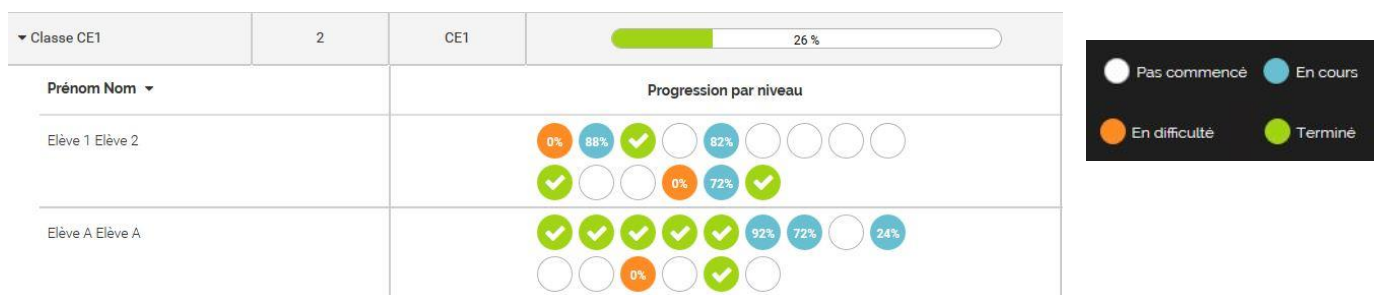 Classe CE1 2 CE1 26 %
Prénom Nom Progression par niveau
Elève 1 Elève 2
0% 88% 82%
0% 72%
Elève A Elève A
92% 72% 24%
0%
Pas commencé En cours
En difficulté Terminé